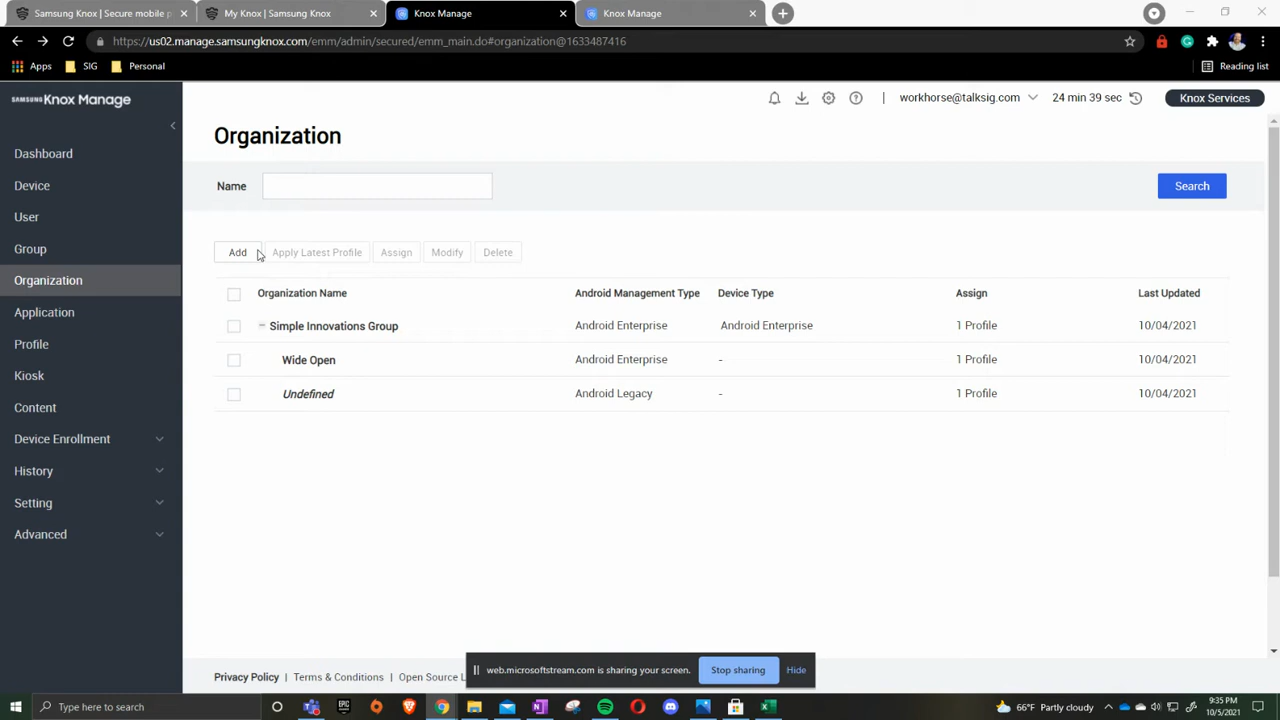 Samsung Knox | Secure mobile p
My Knox | Samsung Knox
Knox Manage
Knox Manage
https://us02.manage.samsungknox.com/emm/admin/secured/emm_main.do#organization@1633487416
Apps
SIG
Personal
Reading list
SAMSUNG Knox Manage
workhorse@talksig.com
24 min 39 sec
Knox Services
Dashboard
Device
User
Group
Organization
Application
Profile
Kiosk
Content
Device Enrollment
History
Setting
Advanced
Organization
Name
Search
Add
Apply Latest Profile
Assign
Modify
Delete
Organization Name Android Management Type Device Type Assign Last Updated
Simple Innovations Group Android Enterprise Android Enterprise 1 Profile 10/04/2021
Wide Open Android Enterprise - 1 Profile 10/04/2021
Undefined Android Legacy - 1 Profile 10/04/2021
Privacy Policy | Terms & Conditions | Open Source L
web.microsoftstream.com is sharing your screen.
Stop sharing
Hide
Type here to search
EPIC
66°F Partly cloudy
9:35 PM
10/5/2021